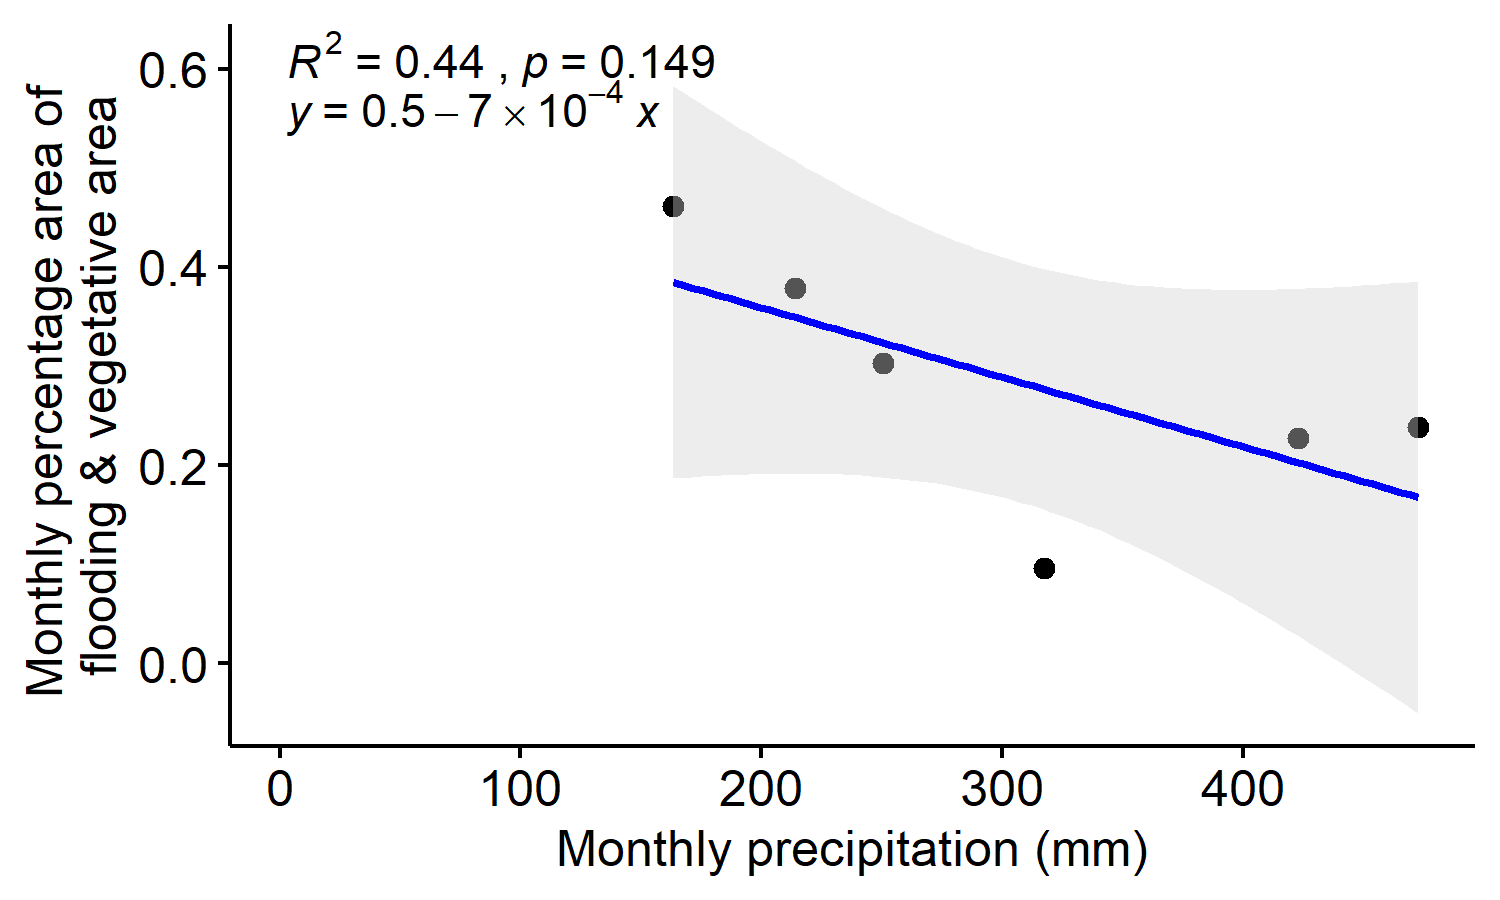 R² = 0.44 , p = 0.149
y = 0.5 − 7 × 10⁻⁴ x
Monthly percentage area of
flooding & vegetative area
0.6
0.4
0.2
0.0
0 100 200 300 400
Monthly precipitation (mm)